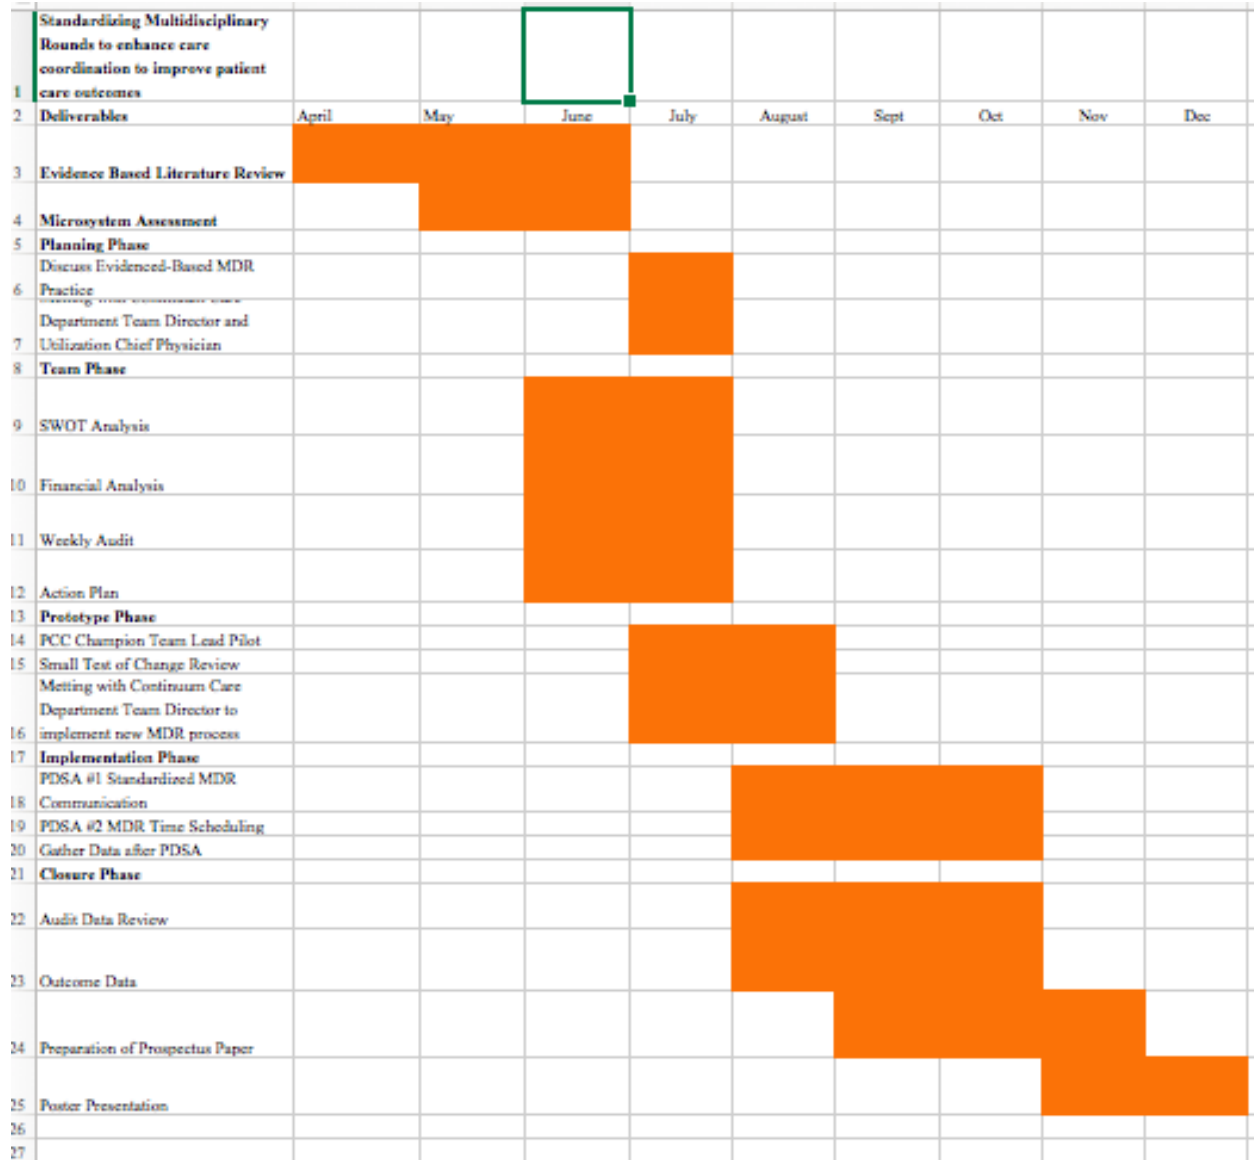 Standardizing Multidisciplinary
Rounds to enhance care
coordination to improve patient
1 care outcomes
2 Deliverables April May June July August Sept Oct Nov Dec
3 Evidence Based Literature Review
4 Microsystem Assessment
5 Planning Phase
Discuss Evidenced-Based MDR
6 Practice
Department Team Director and
7 Utilization Chief Physician
8 Team Phase
9 SWOT Analysis
10 Financial Analysis
11 Weekly Audit
12 Action Plan
13 Prototype Phase
14 PCC Champion Team Lead Pilot
15 Small Test of Change Review
Metting with Continuum Care
Department Team Director to
16 implement new MDR process
17 Implementation Phase
PDSA #1 Standardized MDR
18 Communication
19 PDSA #2 MDR Time Scheduling
20 Gather Data after PDSA
21 Closure Phase
22 Audit Data Review
23 Outcome Data
24 Preparation of Prospectus Paper
25 Poster Presentation
26
27